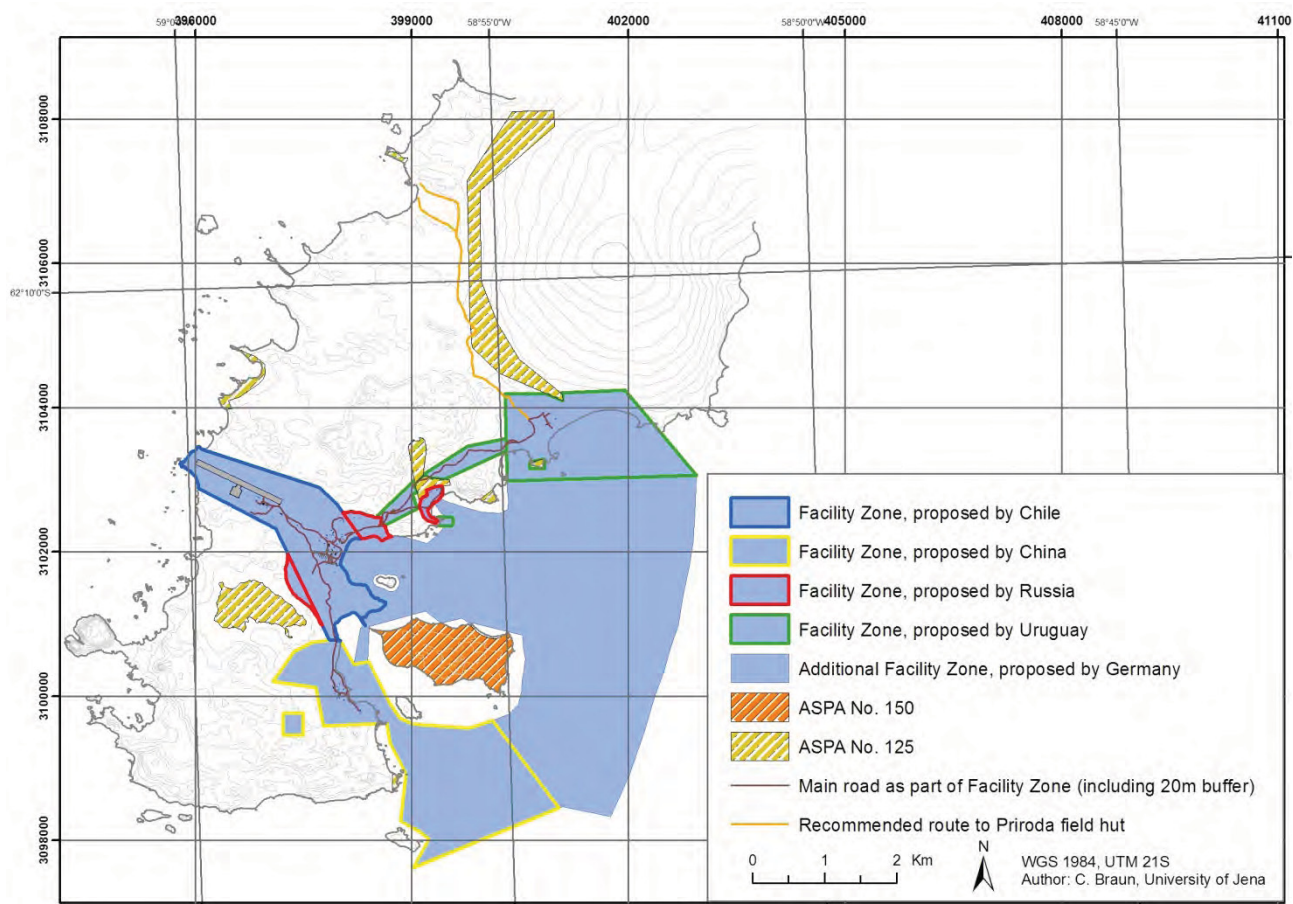 396000
399000
58°55'0"W
402000
58°50'0"W
405000
408000
58°45'0"W
41100
3108000
3106000
62°10'0"S
3104000
3102000
3100000
3098000
Facility Zone, proposed by Chile
Facility Zone, proposed by China
Facility Zone, proposed by Russia
Facility Zone, proposed by Uruguay
Additional Facility Zone, proposed by Germany
ASPA No. 150
ASPA No. 125
Main road as part of Facility Zone (including 20m buffer)
Recommended route to Priroda field hut
0 1 2 Km
N
WGS 1984, UTM 21S
Author: C. Braun, University of Jena